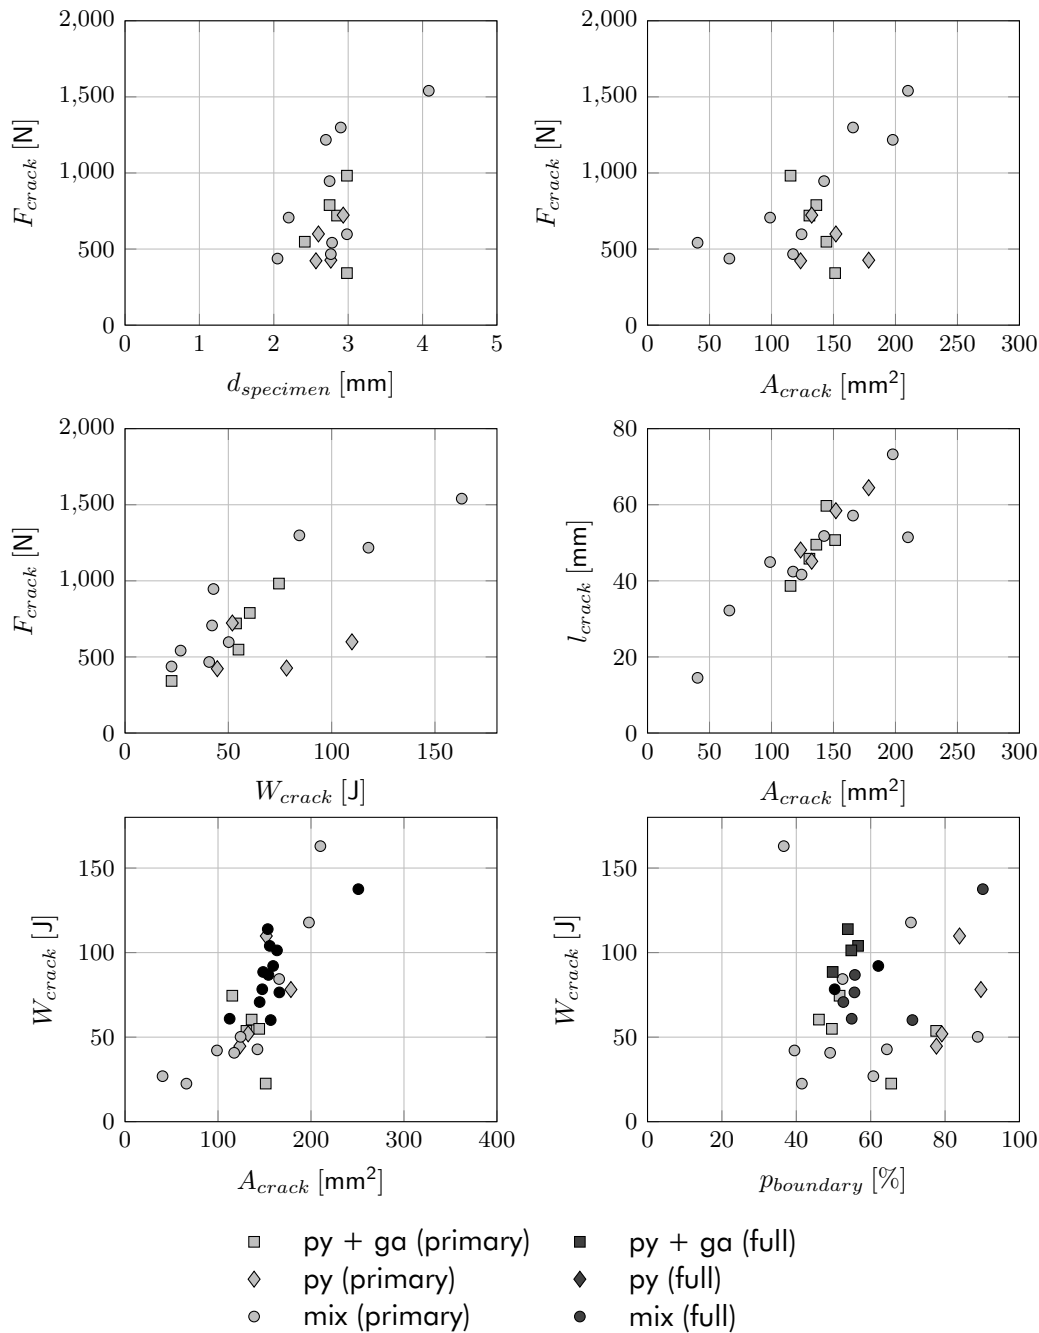 2,000
1,500
1,000
500
0
F_crack [N]
0 1 2 3 4 5
d_specimen [mm]
2,000
1,500
1,000
500
0
F_crack [N]
0 50 100 150 200 250 300
A_crack [mm²]
2,000
1,500
1,000
500
0
F_crack [N]
0 50 100 150
W_crack [J]
80
60
40
20
0
l_crack [mm]
0 50 100 150 200 250 300
A_crack [mm²]
150
100
50
0
W_crack [J]
0 100 200 300 400
A_crack [mm²]
150
100
50
0
W_crack [J]
0 20 40 60 80 100
p_boundary [%]
py + ga (primary) py + ga (full)
py (primary) py (full)
mix (primary) mix (full)